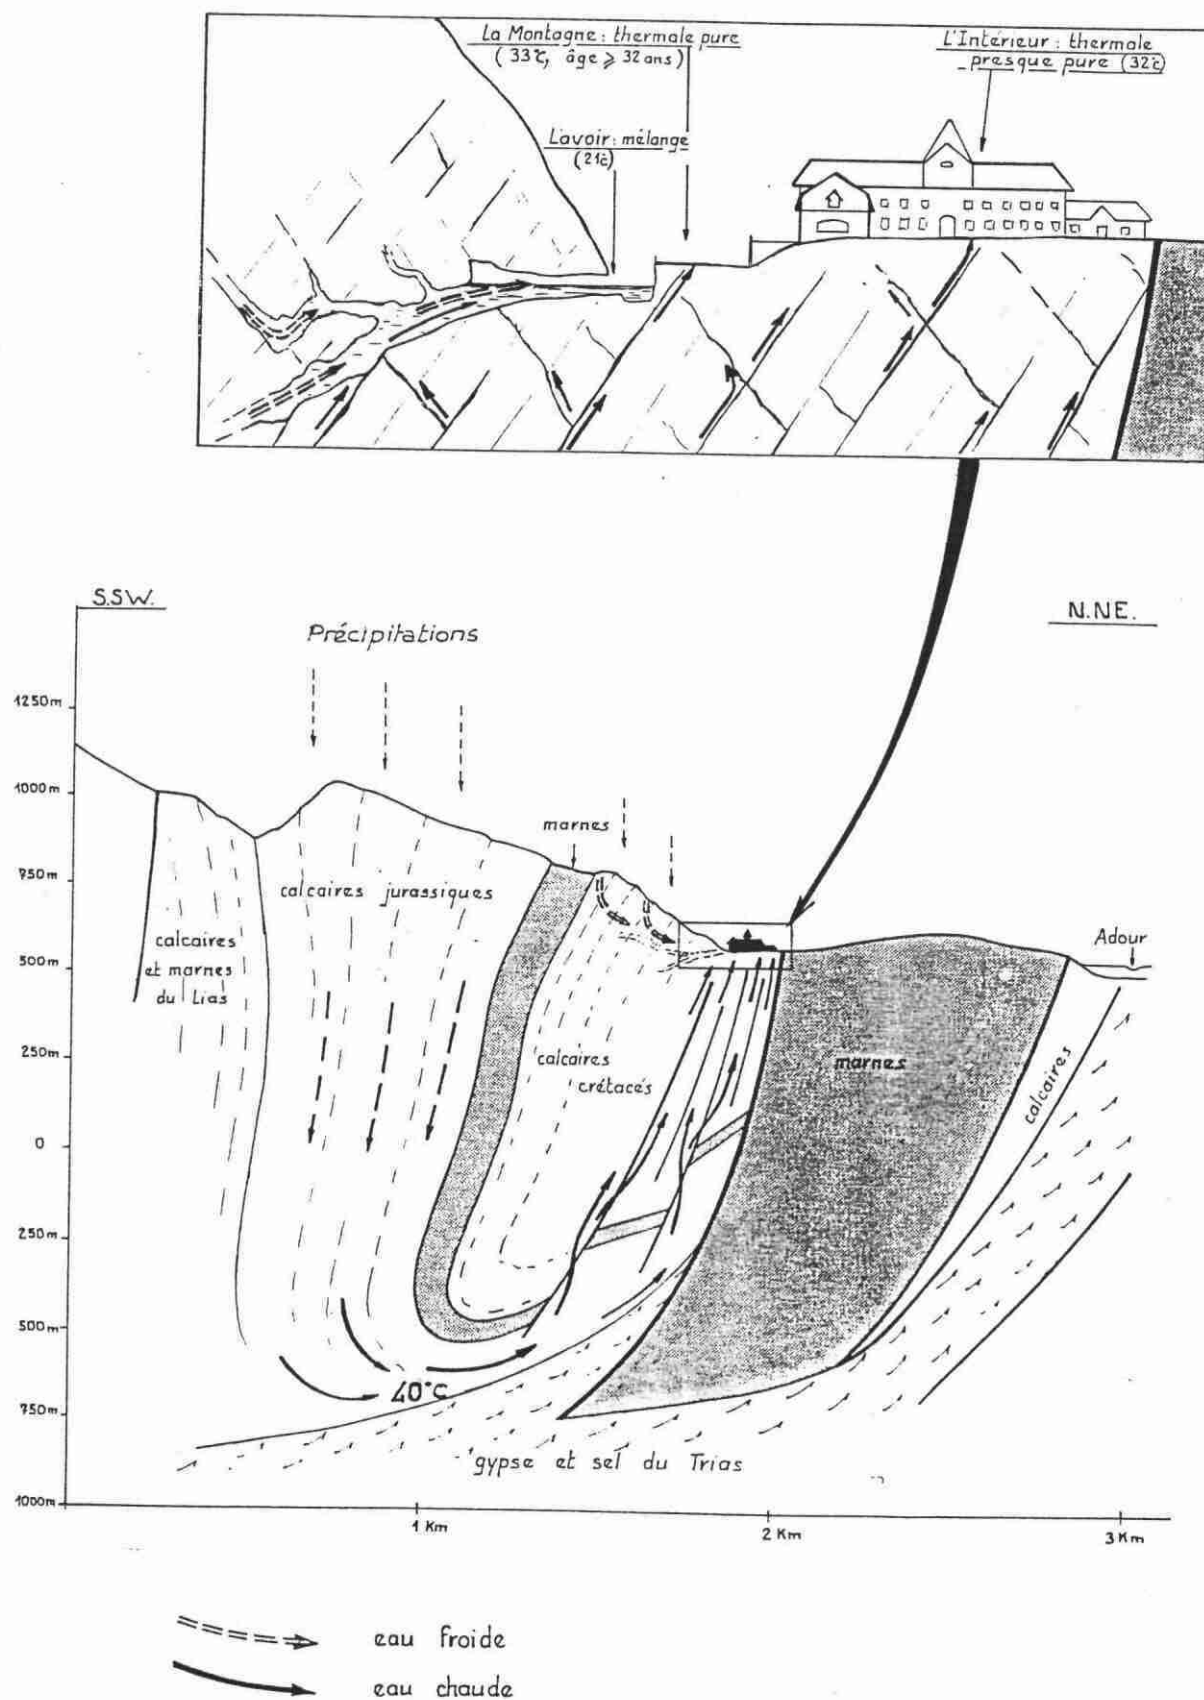 La Montagne : thermale pure
(33°c, âge ⩾ 32 ans)
L'Intérieur : thermale
presque pure (32°c)
Lavoir : mélange
(21°c)
S.SW.
N.NE.
Précipitations
1250m
1000m
750m
500m
250m
0
250m
500m
750m
1000m
marnes
calcaires jurassiques
calcaires
et marnes
du Lias
Adour
calcaires
crétacés
marnes
calcaires
40°C
gypse et sel du Trias
1 Km
2 Km
3 Km
eau froide
eau chaude